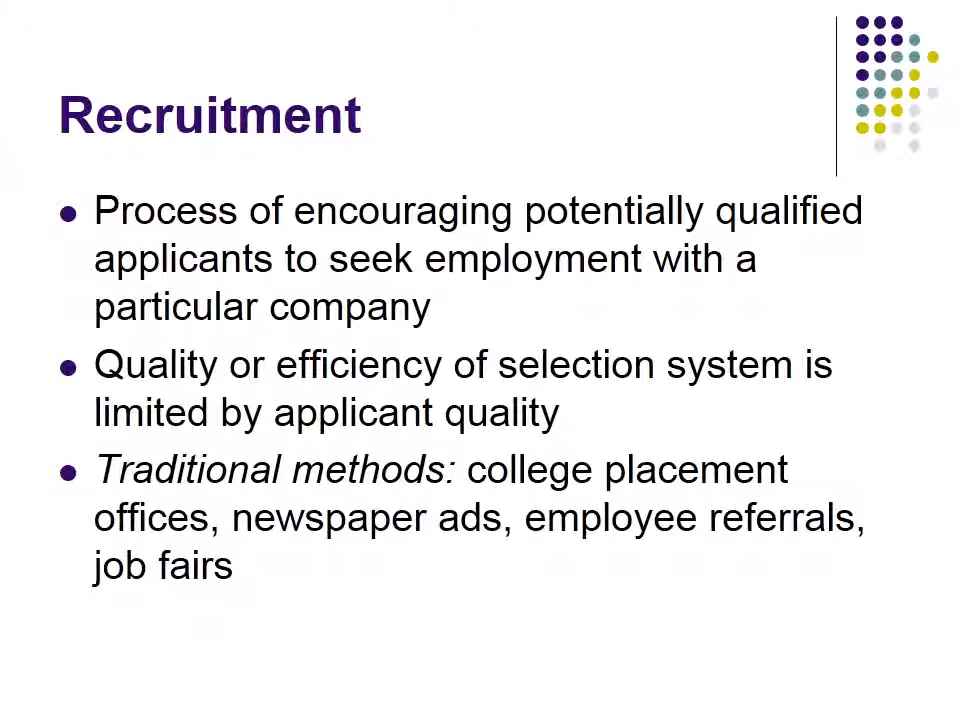 Recruitment
Process of encouraging potentially qualified
applicants to seek employment with a
particular company
Quality or efficiency of selection system is
limited by applicant quality
Traditional methods: college placement
offices, newspaper ads, employee referrals,
job fairs